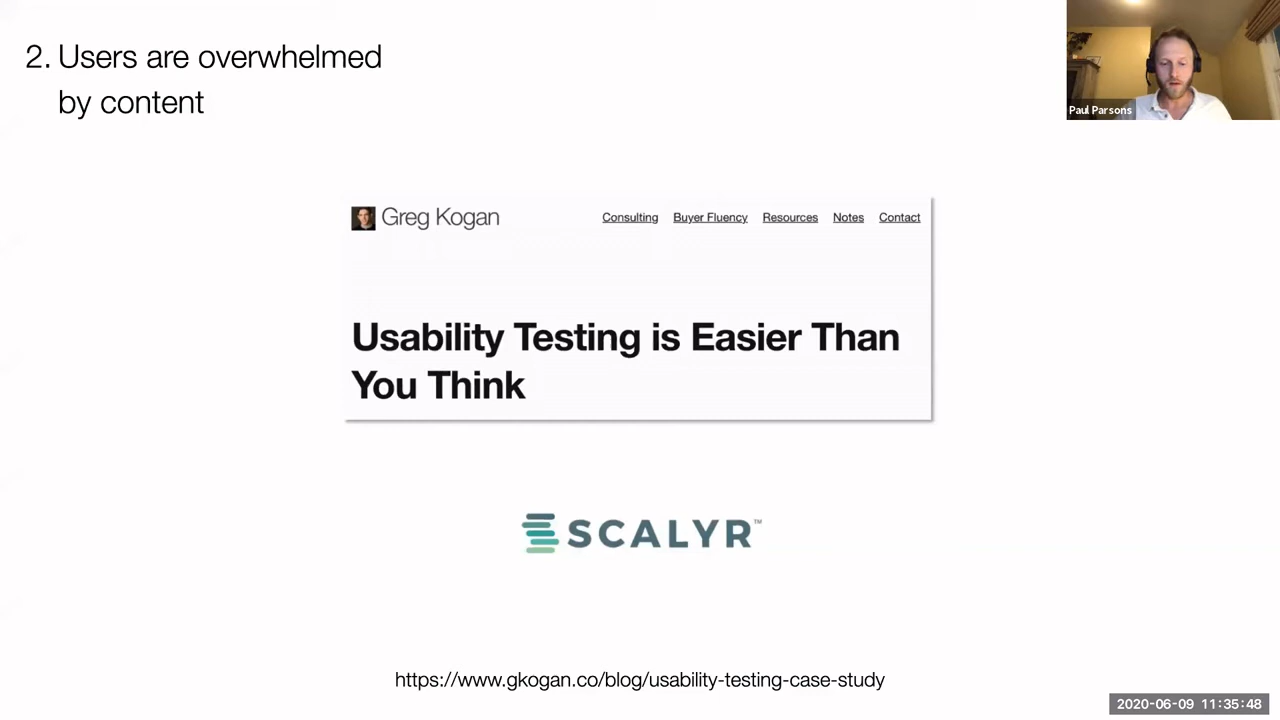 2. Users are overwhelmed
by content
Paul Parsons
Greg Kogan
Consulting Buyer Fluency Resources Notes Contact
Usability Testing is Easier Than
You Think
SCALYR™
https://www.gkogan.co/blog/usability-testing-case-study
2020-06-09 11:35:48